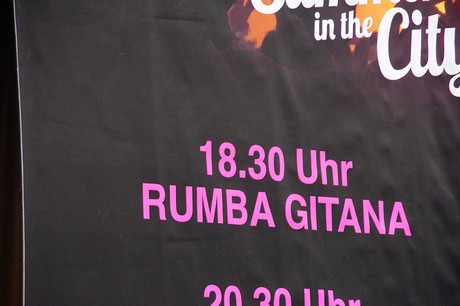 in the
City
18.30 Uhr
RUMBA GITANA
20.30 Uhr